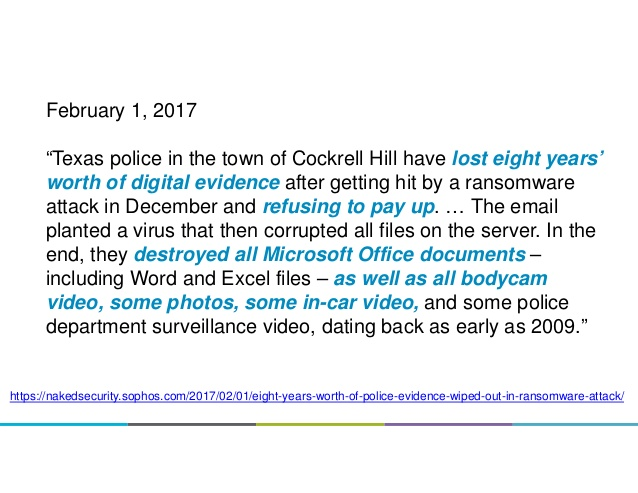 February 1, 2017
“Texas police in the town of Cockrell Hill have lost eight years’
worth of digital evidence after getting hit by a ransomware
attack in December and refusing to pay up. … The email
planted a virus that then corrupted all files on the server. In the
end, they destroyed all Microsoft Office documents –
including Word and Excel files – as well as all bodycam
video, some photos, some in-car video, and some police
department surveillance video, dating back as early as 2009.”
https://nakedsecurity.sophos.com/2017/02/01/eight-years-worth-of-police-evidence-wiped-out-in-ransomware-attack/